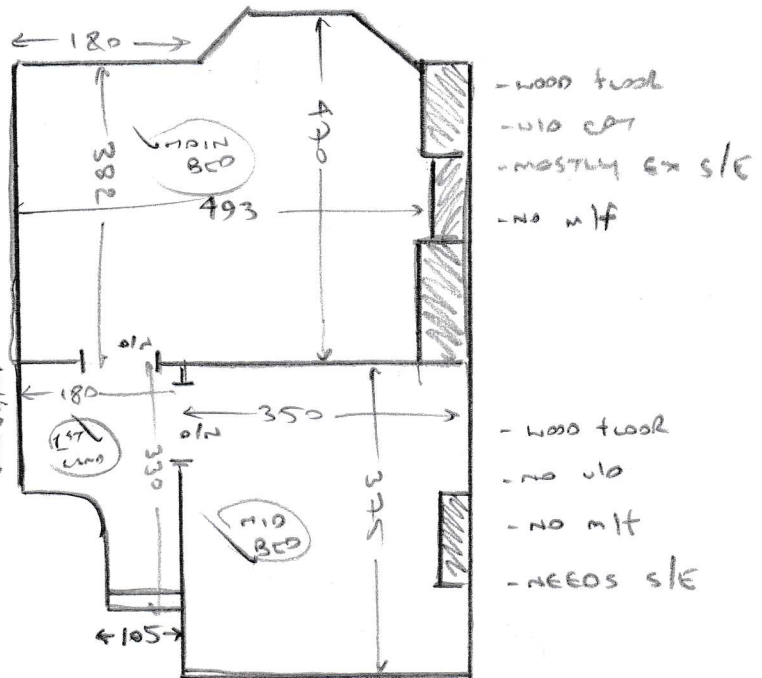 180
382
MAIN
BED
470
493
- WOOD FLOOR
- U/O CPT
- MOSTLY EX S/E
- NO M/F
O/N
180
1ST
LAND
330
O/N
350
375
MID
BED
105
- WOOD FLOOR
- NO U/O
- NO M/F
- NEEDS S/E